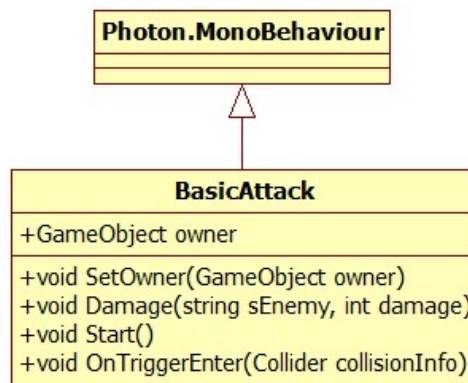 Photon.MonoBehaviour
BasicAttack
+GameObject owner
+void SetOwner(GameObject owner)
+void Damage(string sEnemy, int damage)
+void Start()
+void OnTriggerEnter(Collider collisionInfo)